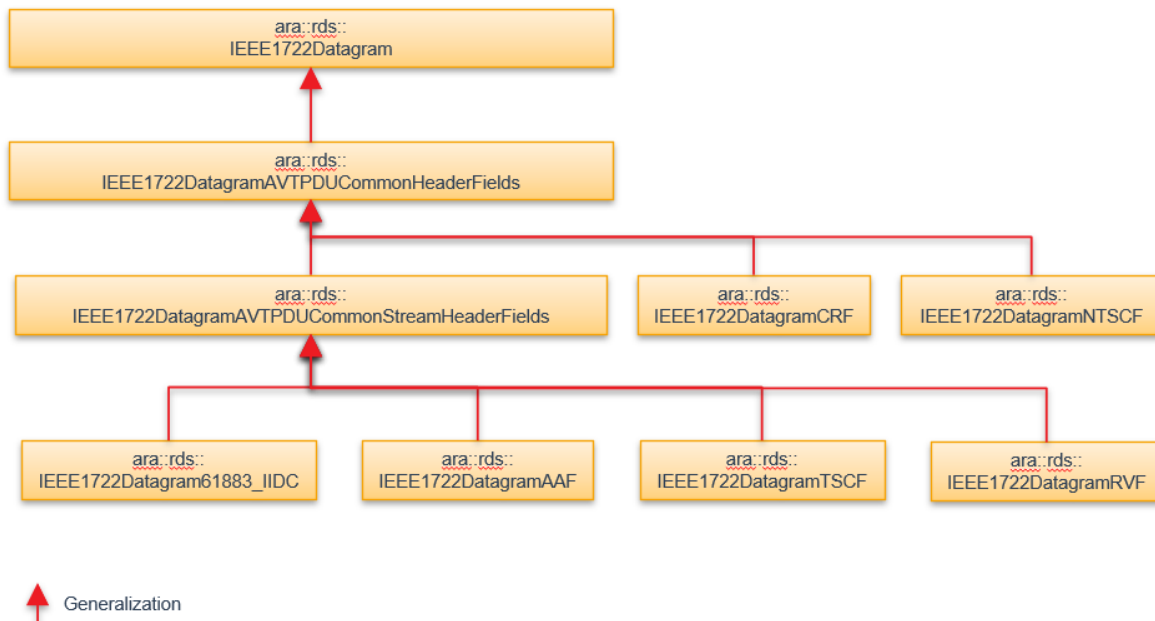 ara::rds::
IEEE1722Datagram
ara::rds::
IEEE1722DatagramAVTPDUCommonHeaderFields
ara::rds::
IEEE1722DatagramAVTPDUCommonStreamHeaderFields
ara::rds::
IEEE1722DatagramCRF
ara::rds::
IEEE1722DatagramNTSCF
ara::rds::
IEEE1722Datagram61883_IIDC
ara::rds::
IEEE1722DatagramAAF
ara::rds::
IEEE1722DatagramTSCF
ara::rds::
IEEE1722DatagramRVF
Generalization